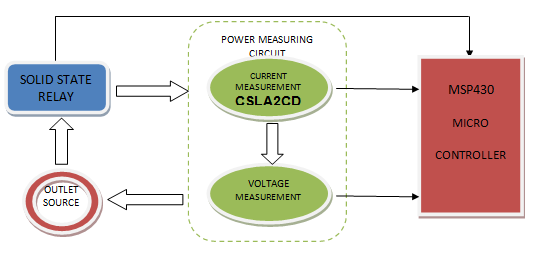 POWER MEASURING
CIRCUIT
SOLID STATE
RELAY
CURRENT
MEASUREMENT
CSLA2CD
MSP430
MICRO
CONTROLLER
OUTLET
SOURCE
VOLTAGE
MEASUREMENT